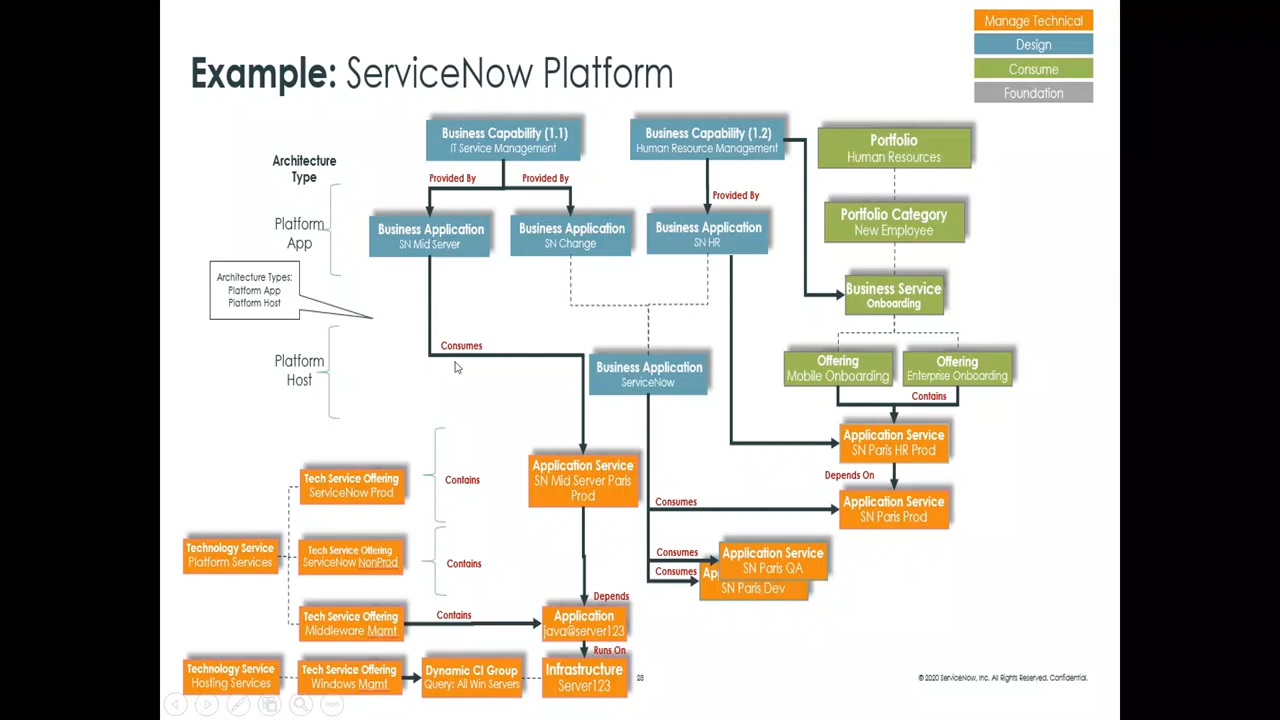 Manage Technical
Design
Consume
Foundation
Example: ServiceNow Platform
Business Capability (1.1)
IT Service Management
Business Capability (1.2)
Human Resource Management
Portfolio
Human Resources
Architecture
Type
Provided By
Provided By
Provided By
Platform
App
Business Application
SN Mid Server
Business Application
SN Change
Business Application
SN HR
Portfolio Category
New Employee
Architecture Types:
Platform App
Platform Host
Business Service
Onboarding
Consumes
Platform
Host
Business Application
ServiceNow
Offering
Mobile Onboarding
Offering
Enterprise Onboarding
Contains
Application Service
SN Paris HR Prod
Depends On
Application Service
SN Mid Server Paris
Prod
Tech Service Offering
ServiceNow Prod
Contains
Consumes
Application Service
SN Paris Prod
Technology Service
Platform Services
Tech Service Offering
ServiceNow NonProd
Contains
Consumes
Application Service
SN Paris QA
Consumes
Ap
SN Paris Dev
Depends
Tech Service Offering
Middleware Mgmt
Contains
Application
java@server123
Runs On
Technology Service
Hosting Services
Tech Service Offering
Windows Mgmt
Dynamic CI Group
Query: All Win Servers
Infrastructure
Server123
28
© 2020 ServiceNow, Inc. All Rights Reserved. Confidential.